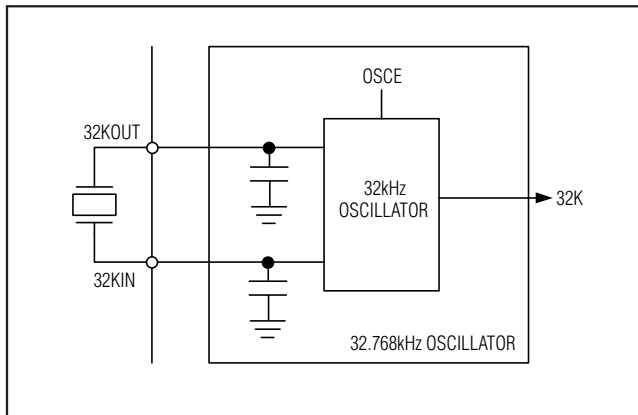 OSCE
32KOUT
32kHz
OSCILLATOR
32K
32KIN
32.768kHz OSCILLATOR